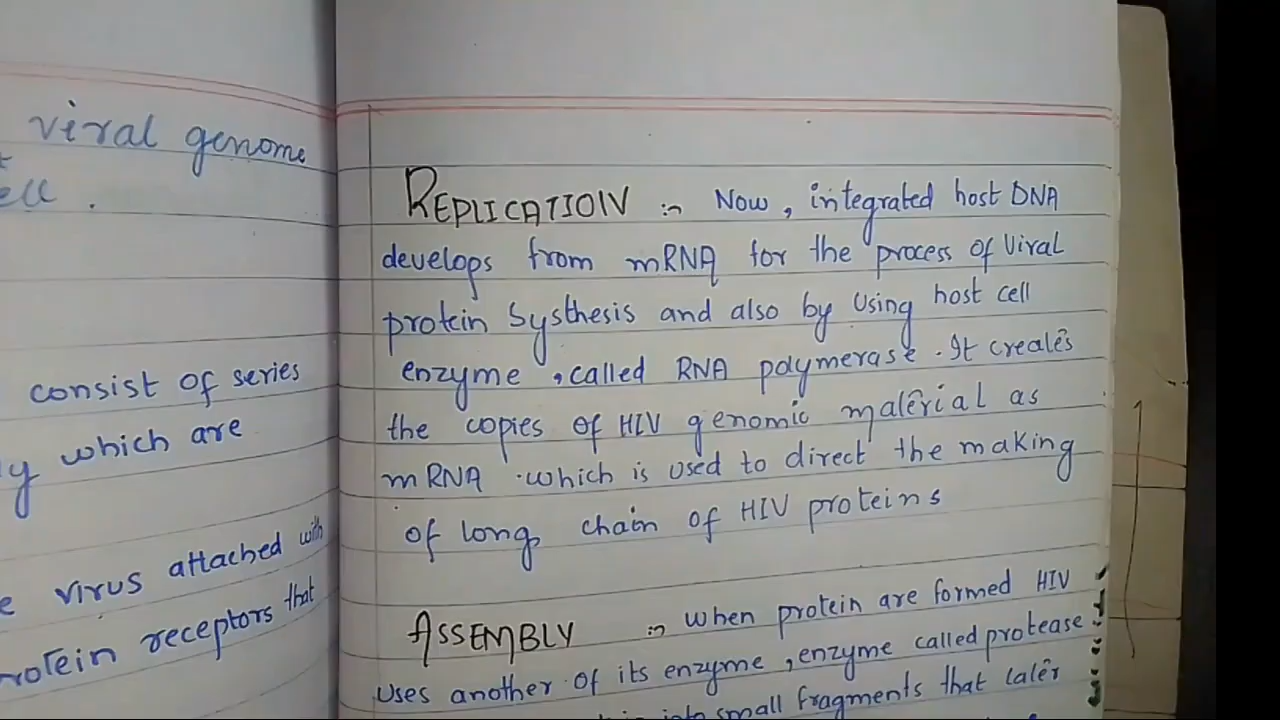 viral genome
ell .
consist of series
y which are
e virus attached with
rotein receptors that
REPLICATION :- Now , integrated host DNA
develops from mRNA for the process of viral
protein Systhesis and also by using host cell
enzyme , called RNA polymerase . It creates
the copies of HIV genomic material as
mRNA . which is used to direct the making
of long chain of HIV proteins
ASSEMBLY :- when protein are formed HIV
uses another of its enzyme , enzyme called protease
into small fragments that later